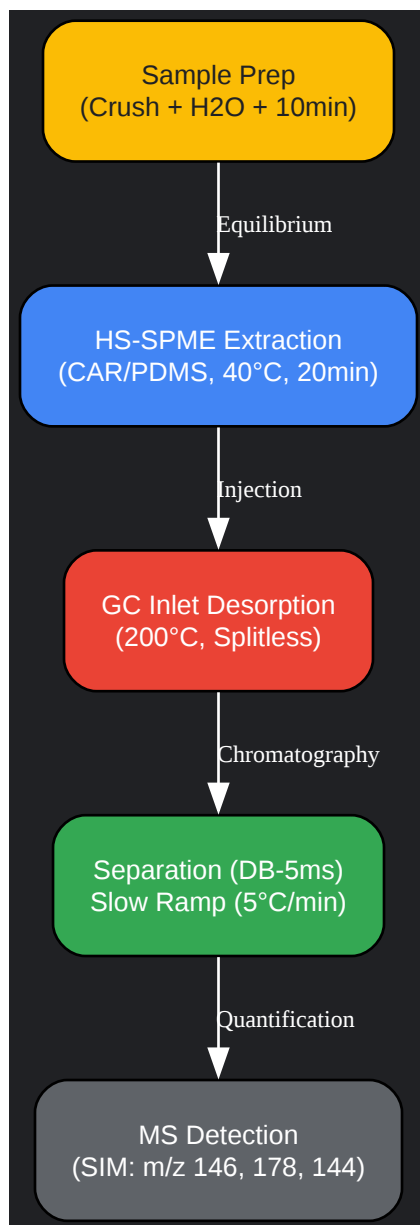 Sample Prep
(Crush + H2O + 10min)
Equilibrium
HS-SPME Extraction
(CAR/PDMS, 40°C, 20min)
Injection
GC Inlet Desorption
(200°C, Splitless)
Chromatography
Separation (DB-5ms)
Slow Ramp (5°C/min)
Quantification
MS Detection
(SIM: m/z 146, 178, 144)